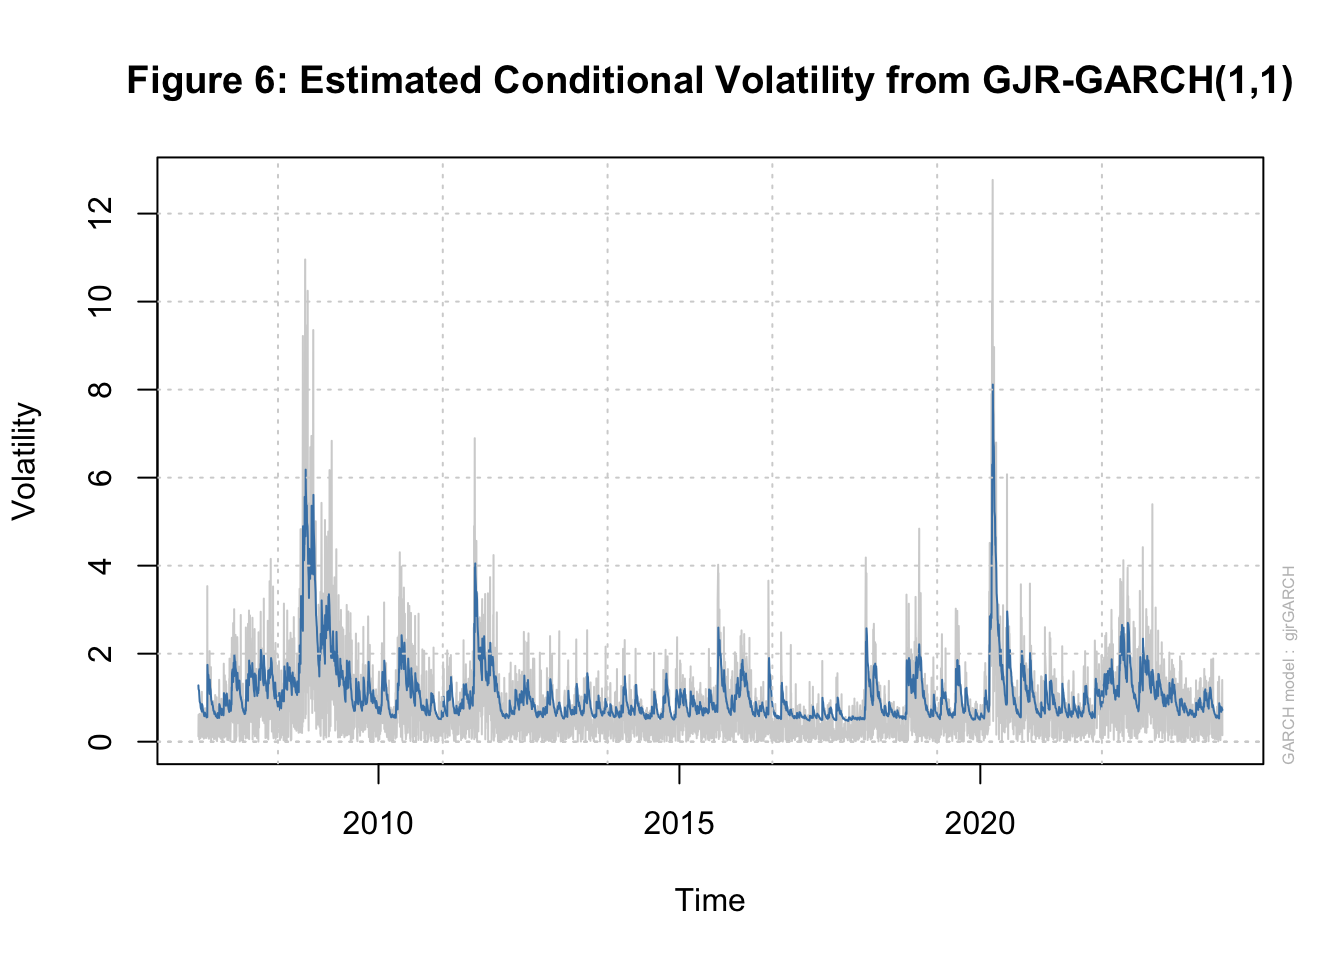 Figure 6: Estimated Conditional Volatility from GJR-GARCH(1,1)
12
10
8
6
4
2
0
Volatility
2010
2015
2020
Time
GARCH model : gjrGARCH